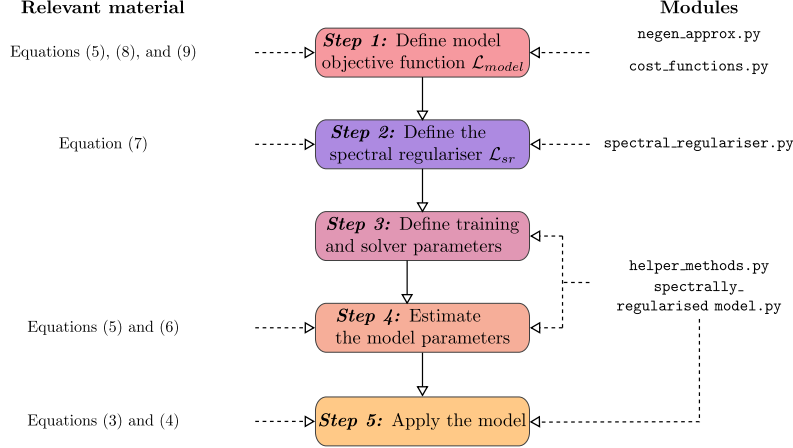 Relevant material
Modules
Equations (5), (8), and (9)
Step 1: Define model
objective function ℒmodel
negen_approx.py
cost_functions.py
Equation (7)
Step 2: Define the
spectral regulariser ℒsr
spectral_regulariser.py
Step 3: Define training
and solver parameters
helper_methods.py
spectrally_
regularised model.py
Equations (5) and (6)
Step 4: Estimate
the model parameters
Equations (3) and (4)
Step 5: Apply the model